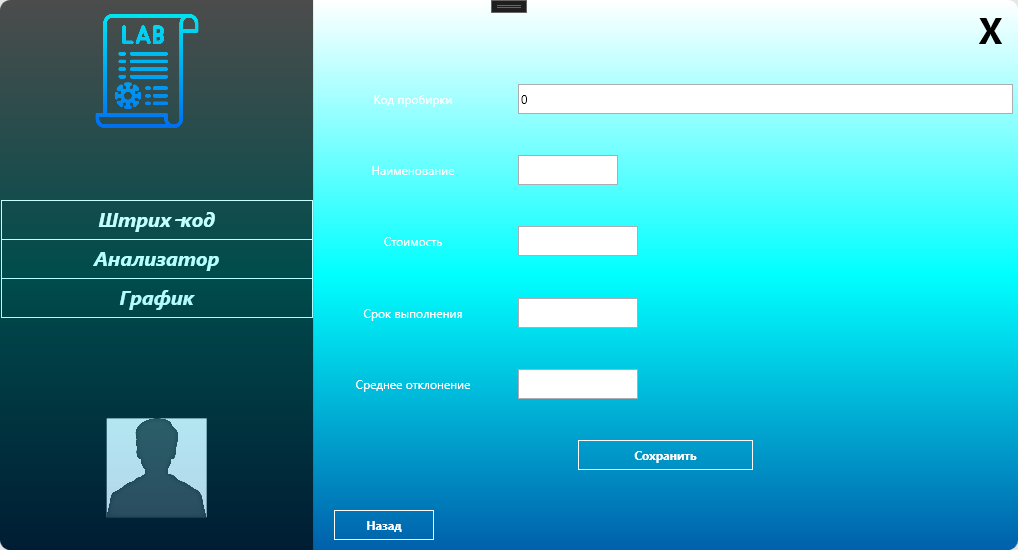 LAB
X
Код пробирки
0
Наименование
Штрих-код
Стоимость
Анализатор
График
Срок выполнения
Среднее отклонение
Сохранить
Назад